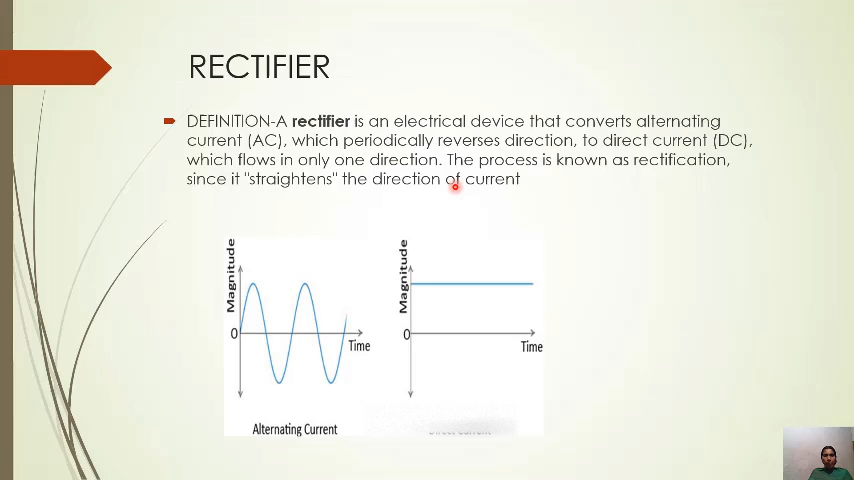 RECTIFIER
DEFINITION-A rectifier is an electrical device that converts alternating
current (AC), which periodically reverses direction, to direct current (DC),
which flows in only one direction. The process is known as rectification,
since it "straightens" the direction of current
Magnitude
0
Time
Alternating Current
Magnitude
0
Time